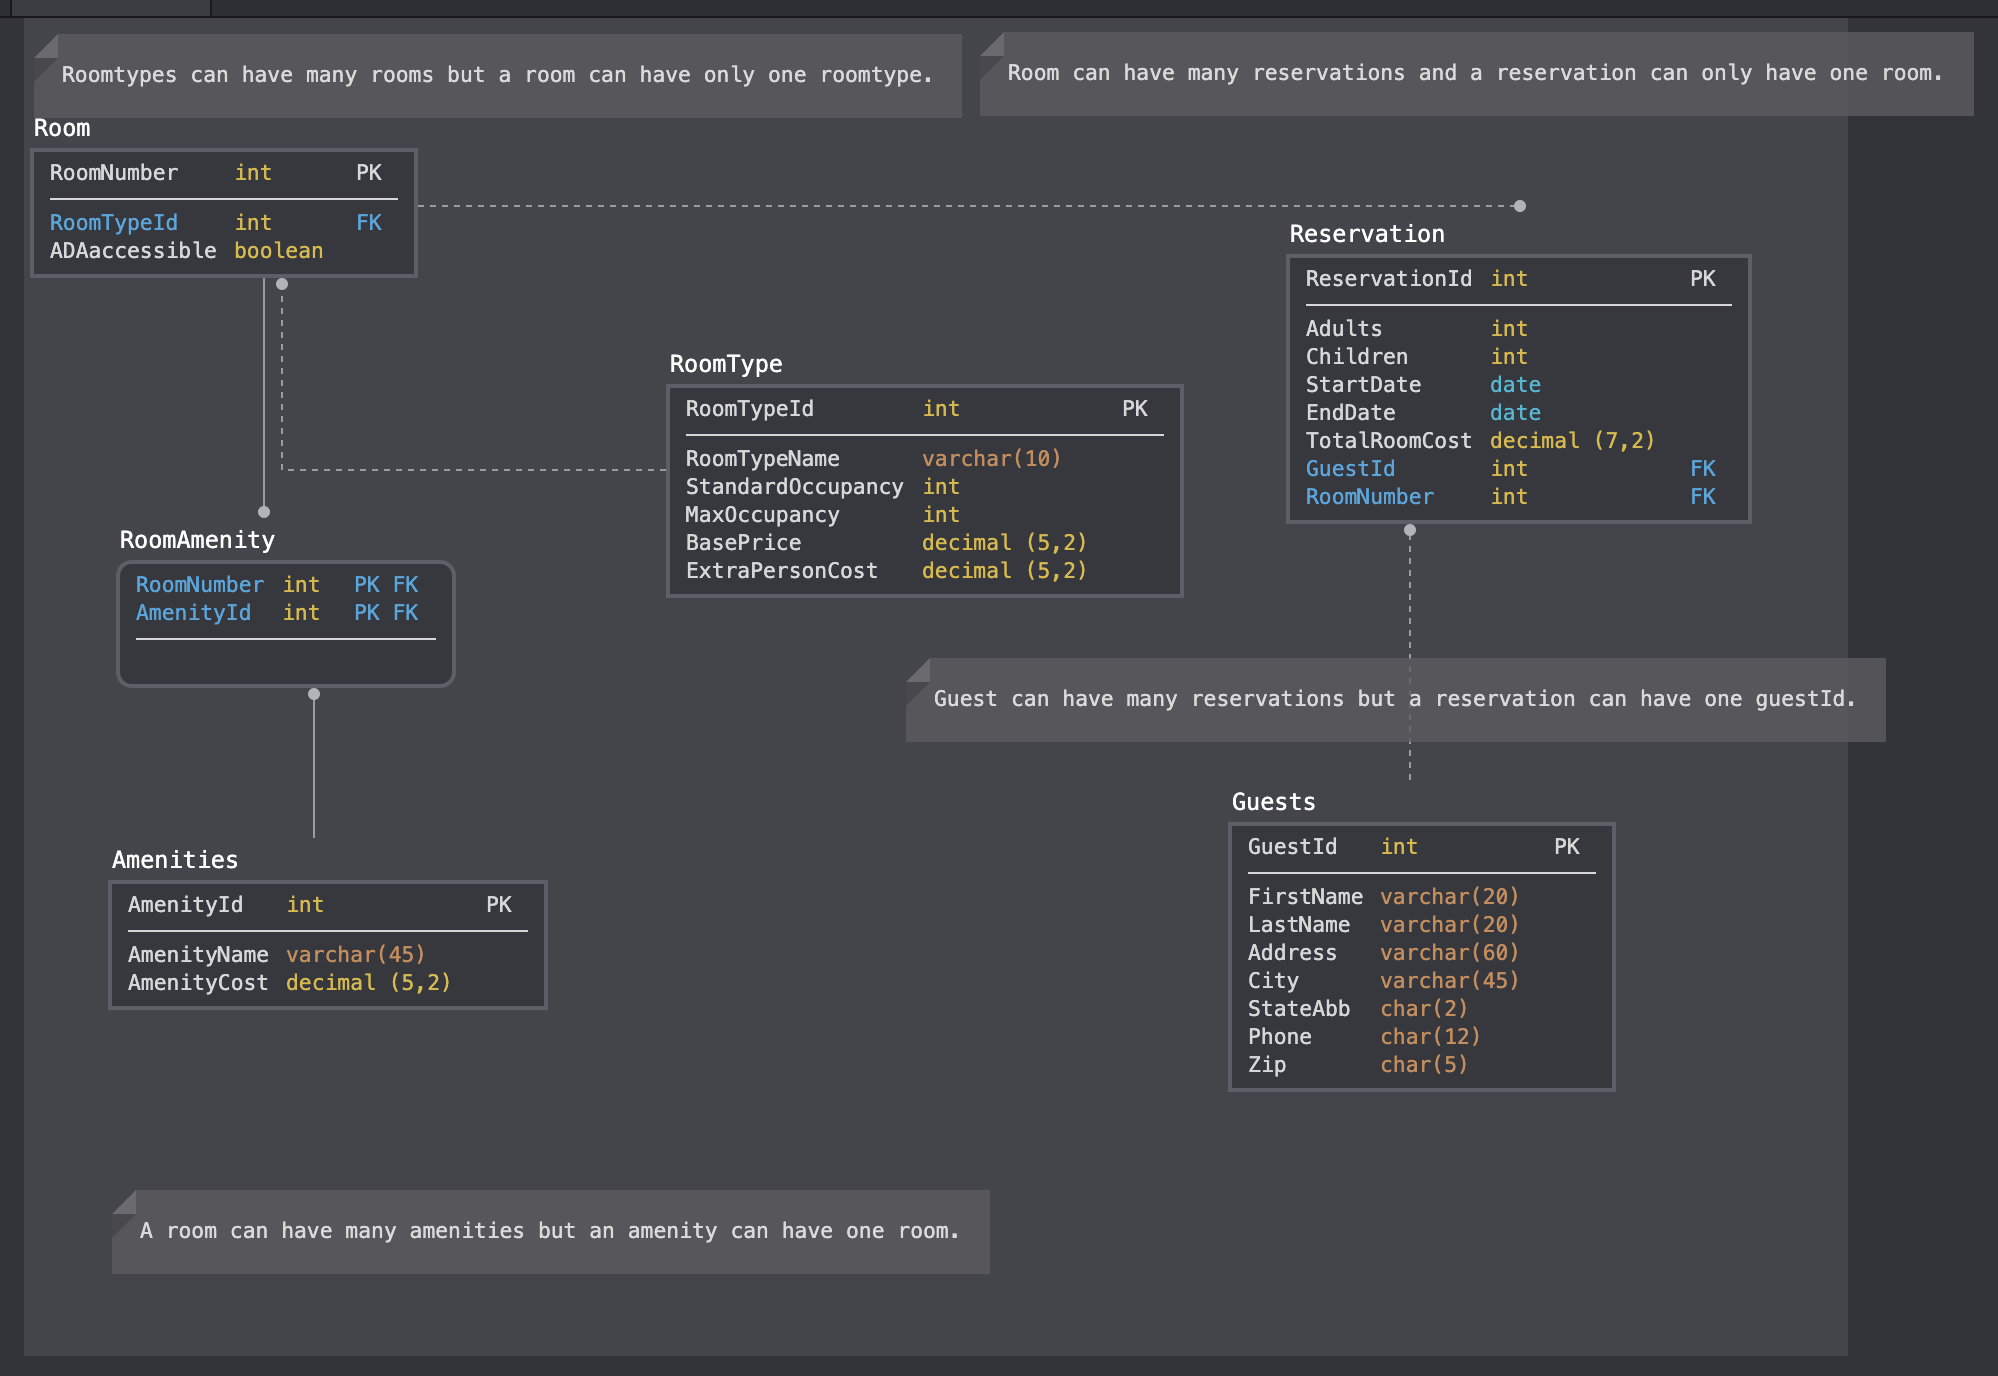 Roomtypes can have many rooms but a room can have only one roomtype.
Room can have many reservations and a reservation can only have one room.
Room
RoomNumber int PK
RoomTypeId int FK
ADAaccessible boolean
Reservation
ReservationId int PK
Adults int
Children int
StartDate date
EndDate date
TotalRoomCost decimal (7,2)
GuestId int FK
RoomNumber int FK
RoomType
RoomTypeId int PK
RoomTypeName varchar(10)
StandardOccupancy int
MaxOccupancy int
BasePrice decimal (5,2)
ExtraPersonCost decimal (5,2)
RoomAmenity
RoomNumber int PK FK
AmenityId int PK FK
Guest can have many reservations but a reservation can have one guestId.
Guests
GuestId int PK
FirstName varchar(20)
LastName varchar(20)
Address varchar(60)
City varchar(45)
StateAbb char(2)
Phone char(12)
Zip char(5)
Amenities
AmenityId int PK
AmenityName varchar(45)
AmenityCost decimal (5,2)
A room can have many amenities but an amenity can have one room.